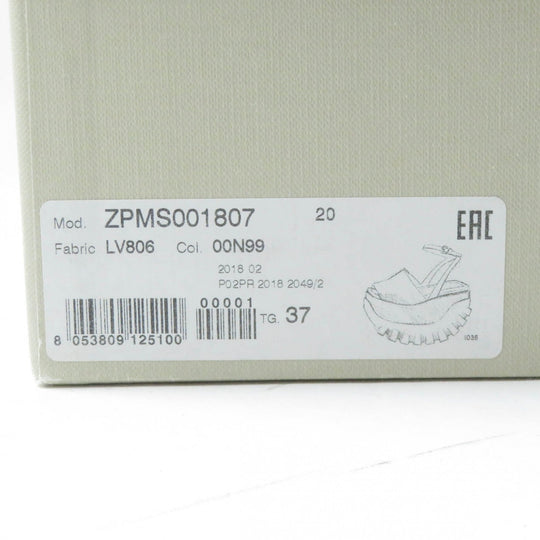 Mod. ZPMS001807 20
EAC
Fabric LV806 Col. 00N99
2018 02
P02PR 2018 2049/2
00001
TG. 37
8 053809 125100
I036